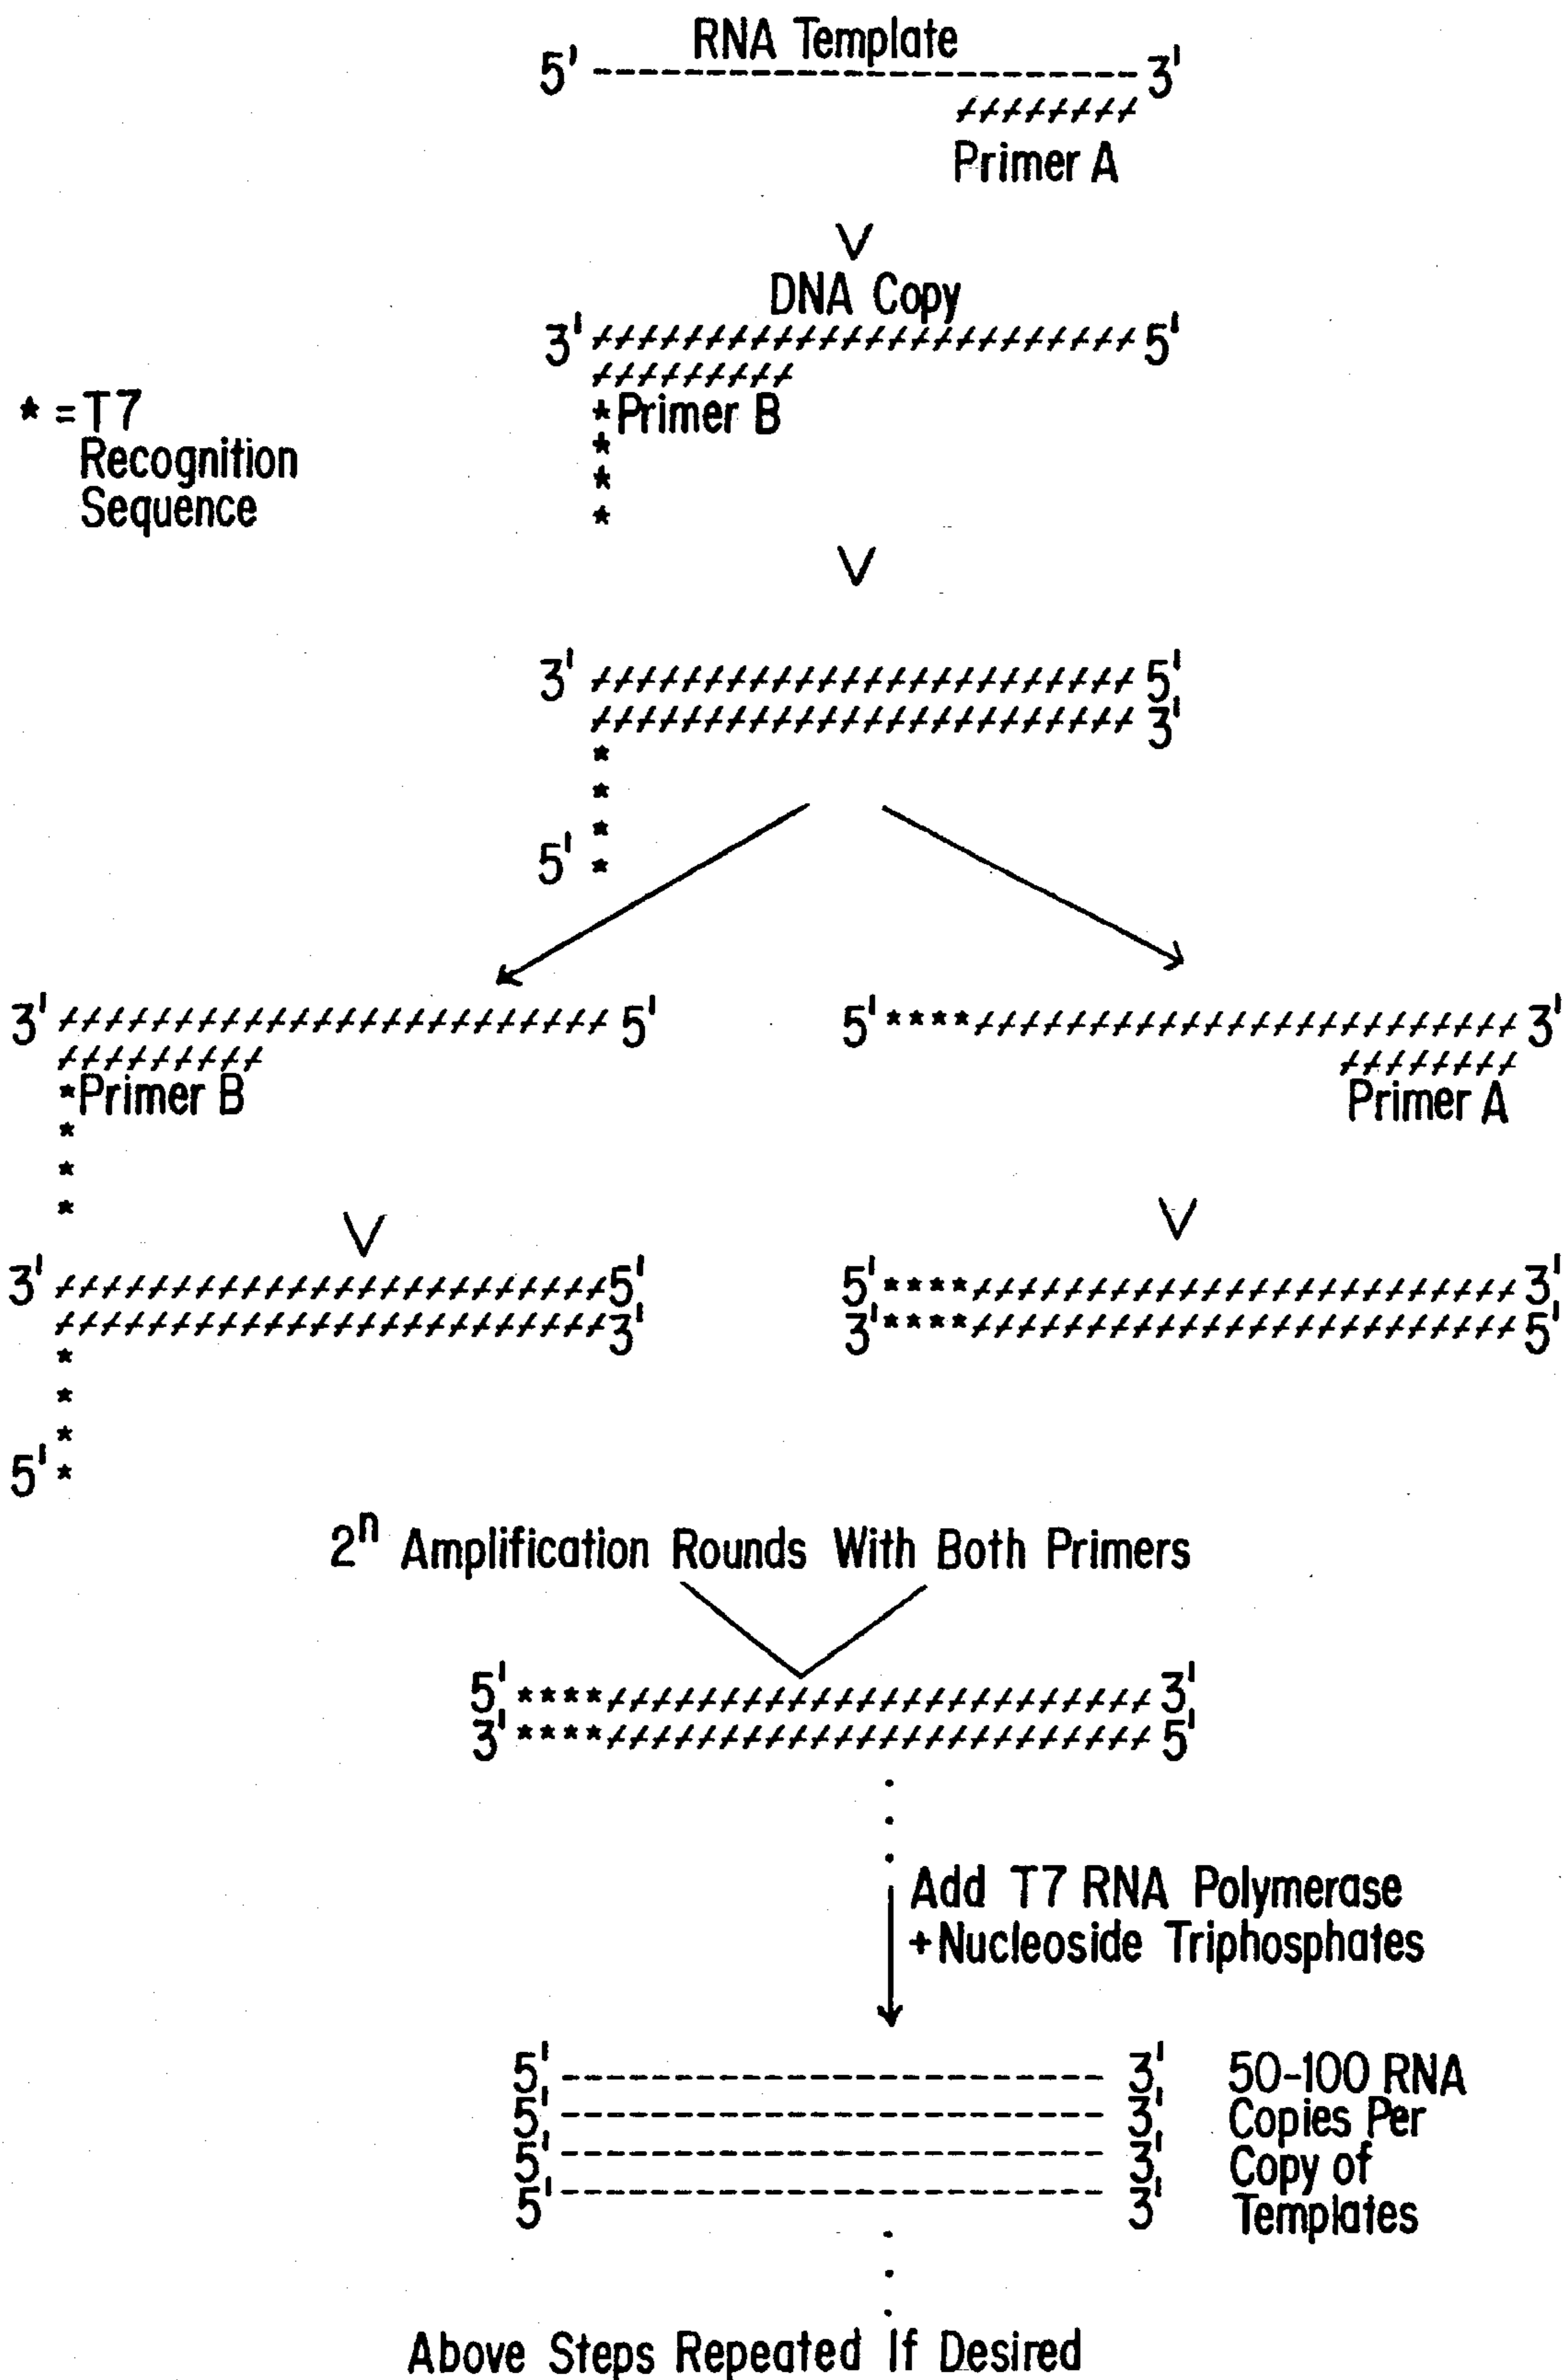 RNA Template
5' 3'
Primer A
DNA Copy
3' 5'
* = T7
Recognition
Sequence
*Primer B
*
*
*
3' 5'
3'
*
*
*
5' *
3' 5'
5' **** 3'
*Primer B
Primer A
*
*
*
3' 5'
3'
5' **** 3'
3' **** 5'
*
*
*
5' *
2ⁿ Amplification Rounds With Both Primers
5' **** 3'
3' **** 5'
Add T7 RNA Polymerase
+Nucleoside Triphosphates
5' 3' 50-100 RNA
5' 3' Copies Per
5' 3' Copy of
5' 3' Templates
Above Steps Repeated If Desired